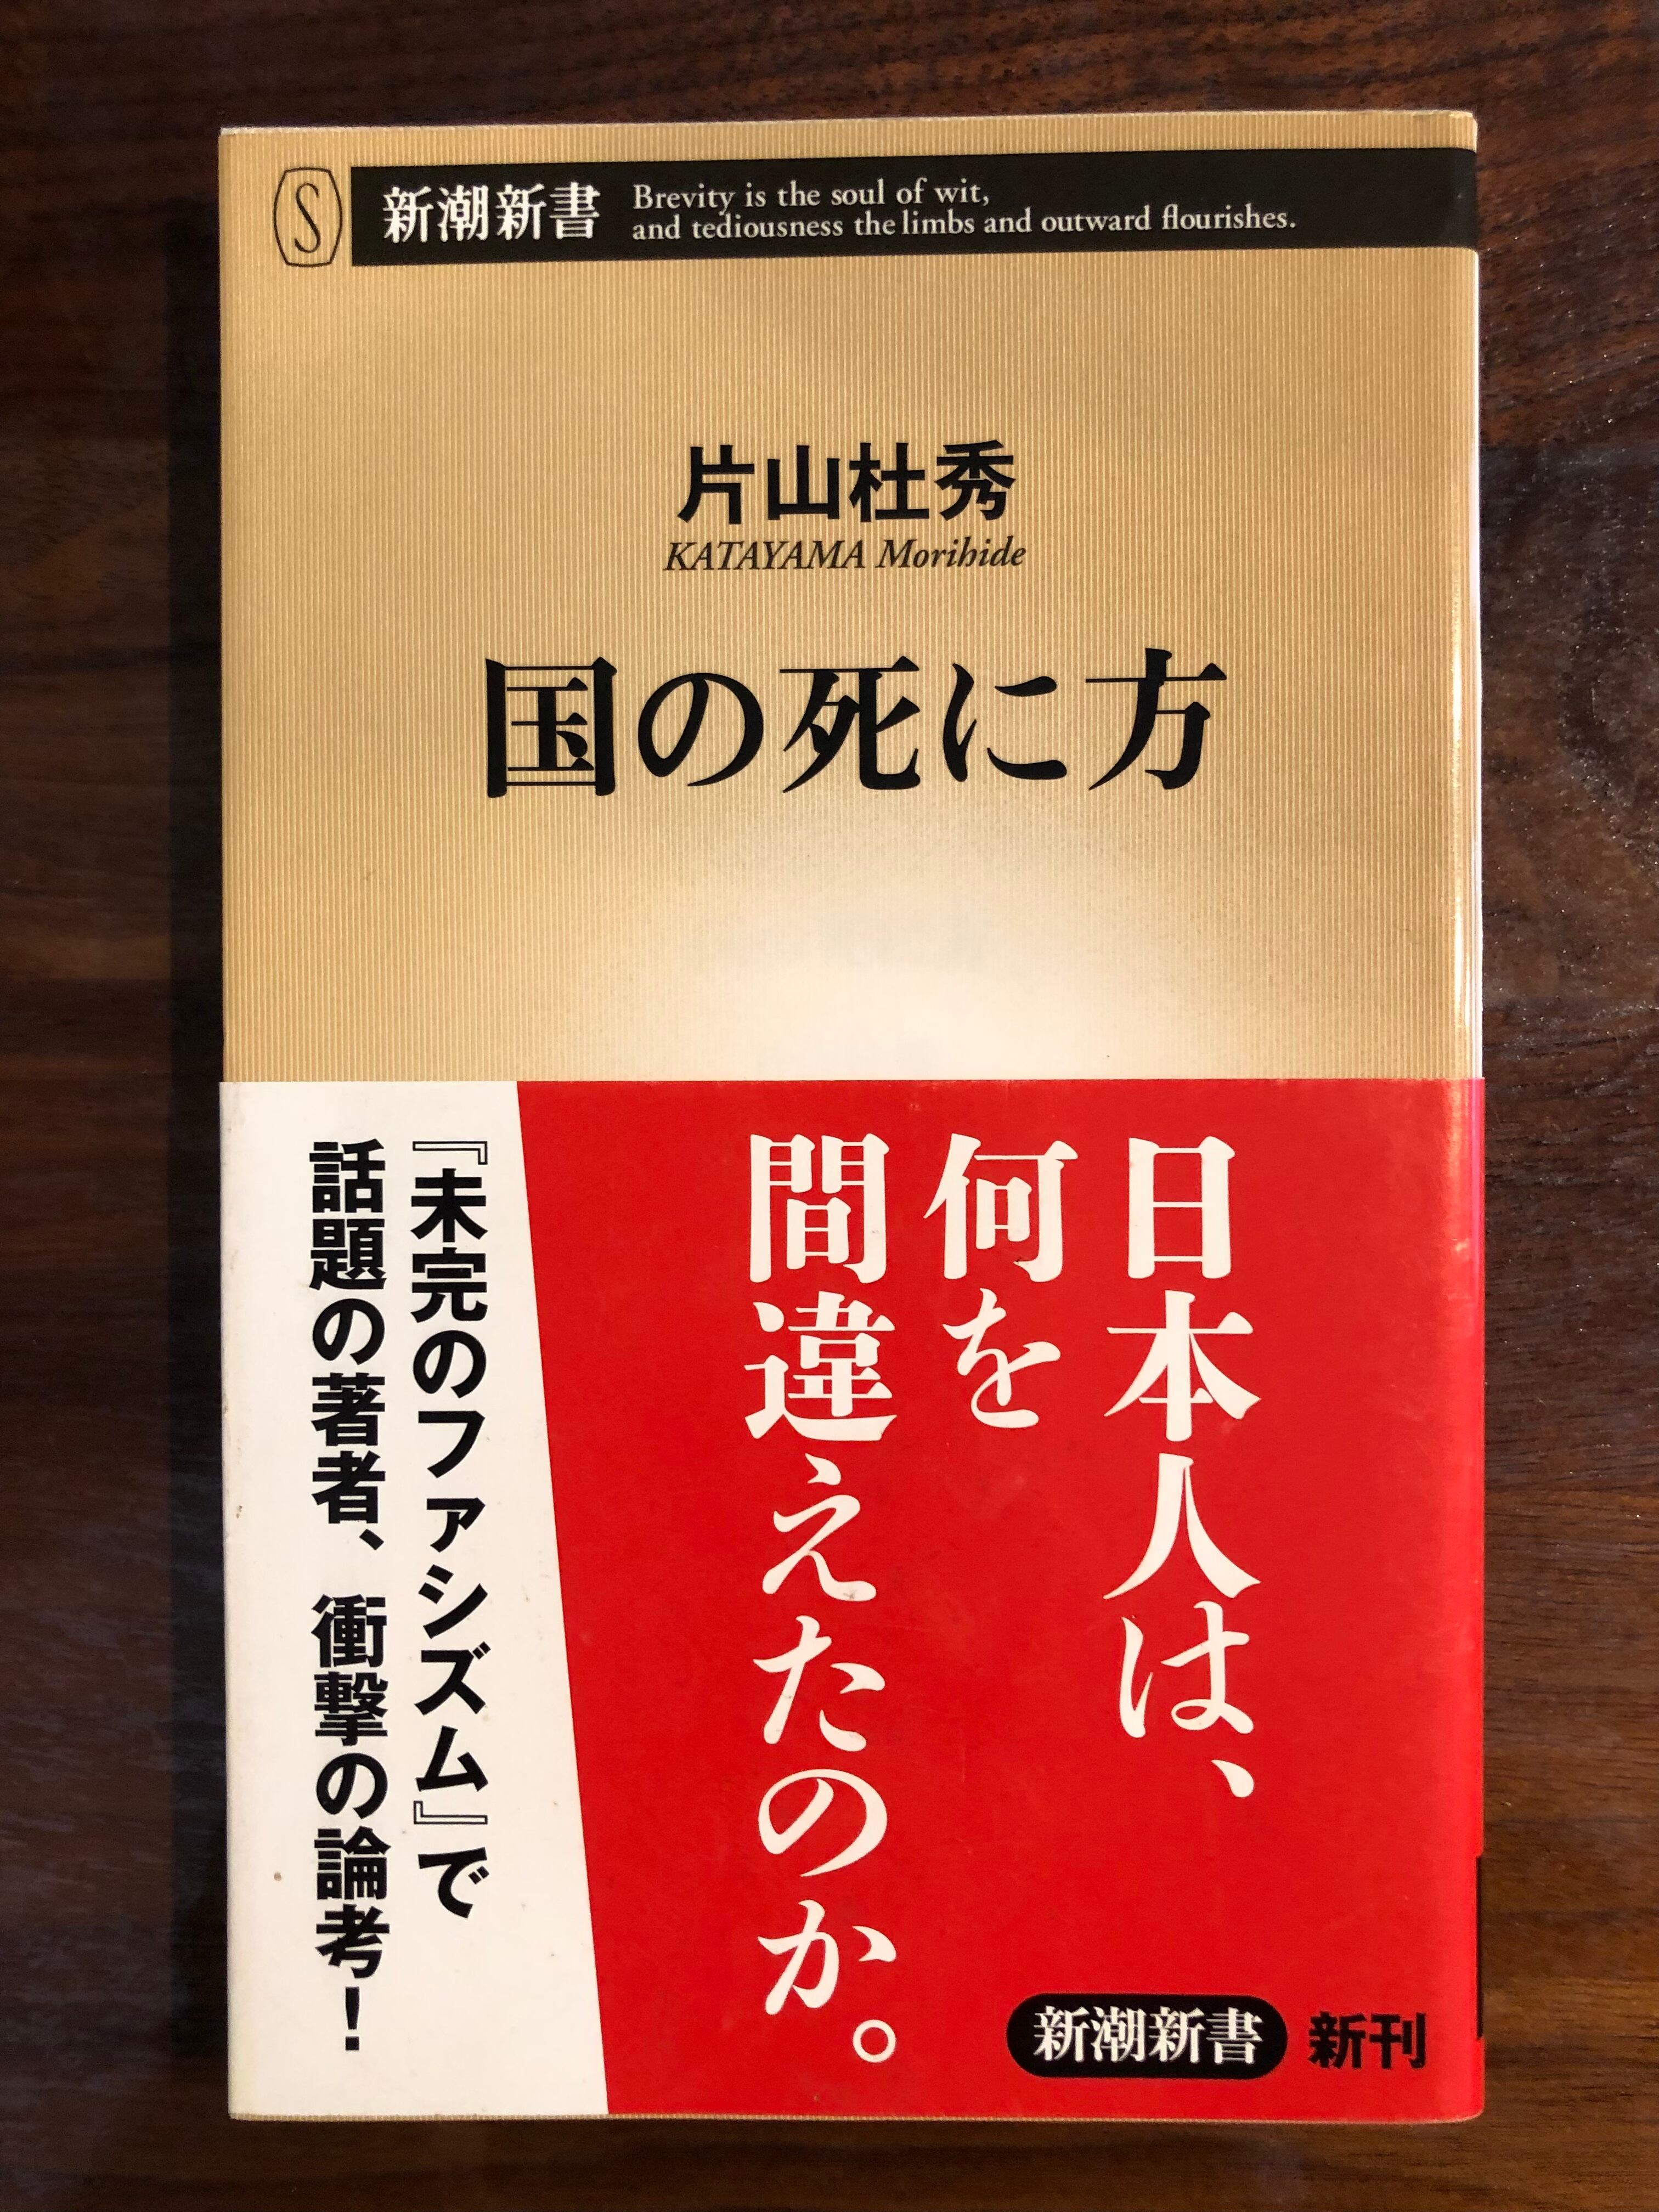 S
新潮新書
Brevity is the soul of wit,
and tediousness the limbs and outward flourishes.
片山杜秀
KATAYAMA Morihide
国の死に方
日本人は、
何を
間違えたのか。
『未完のファシズム』で
話題の著者、衝撃の論考！
新潮新書 新刊